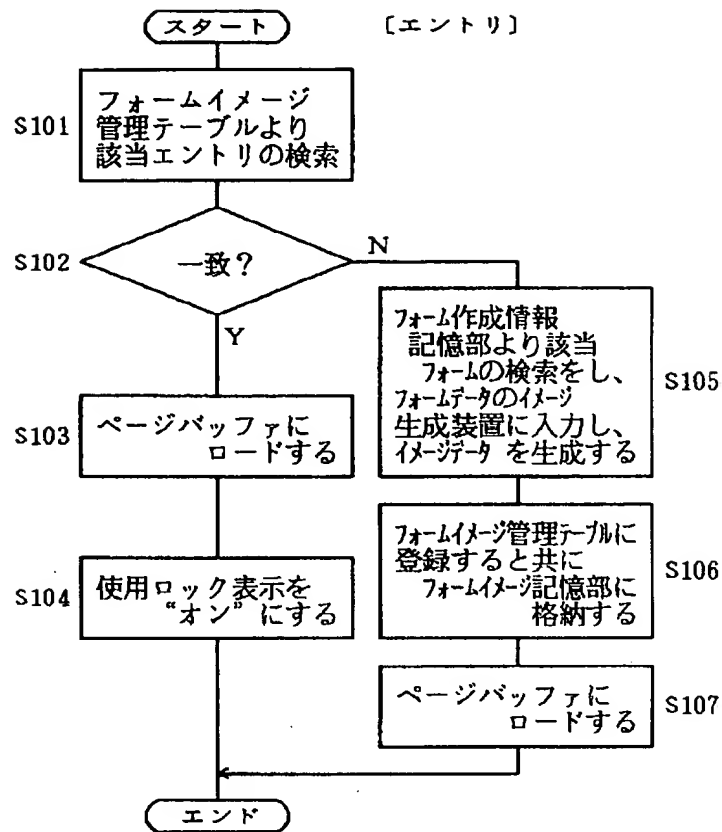 スタート
〔エントリ〕
S101
フォームイメージ
管理テーブルより
該当エントリの検索
S102
一致?
N
Y
S103
ページバッファに
ロードする
S104
使用ロック表示を
“オン”にする
フォーム作成情報
記憶部より該当
フォームの検索をし、
フォームデータのイメージ
生成装置に入力し、
イメージデータ を生成する
S105
フォームイメージ管理テーブルに
登録すると共に
フォームイメージ記憶部に
格納する
S106
ページバッファに
ロードする
S107
エンド